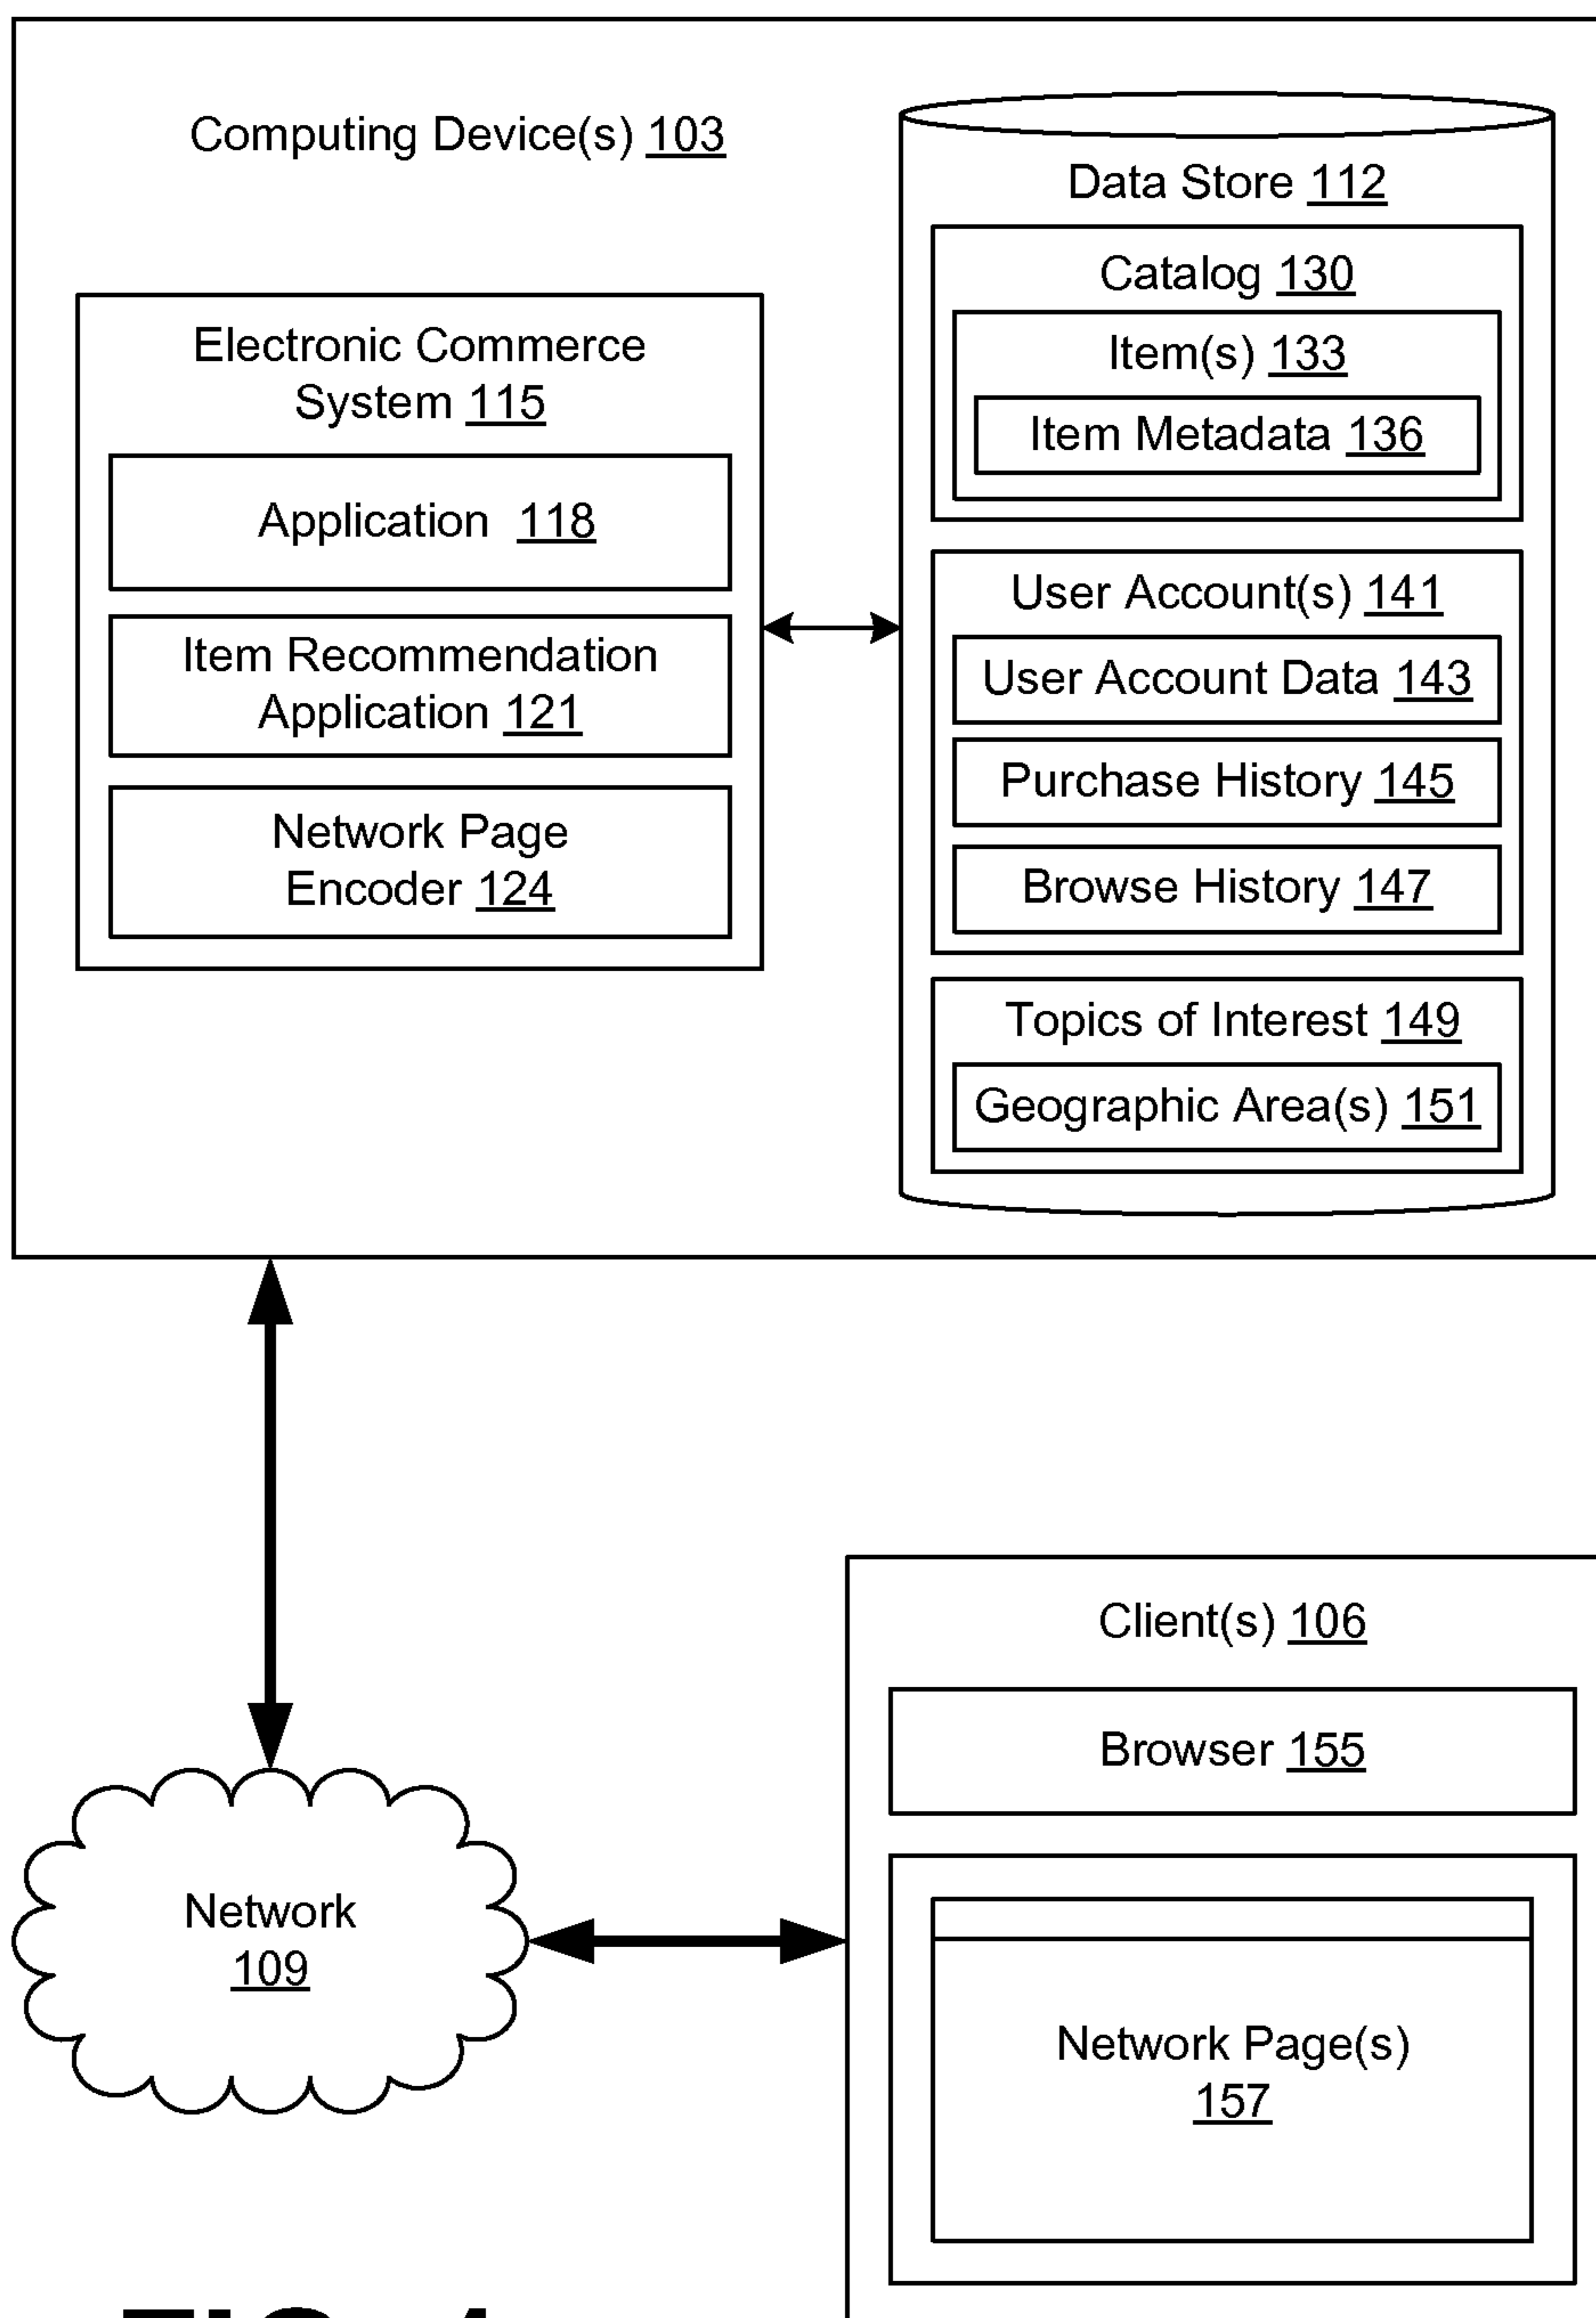 Computing Device(s) 103
Electronic Commerce
System 115
Application 118
Item Recommendation
Application 121
Network Page
Encoder 124
Data Store 112
Catalog 130
Item(s) 133
Item Metadata 136
User Account(s) 141
User Account Data 143
Purchase History 145
Browse History 147
Topics of Interest 149
Geographic Area(s) 151
Network
109
Client(s) 106
Browser 155
Network Page(s)
157